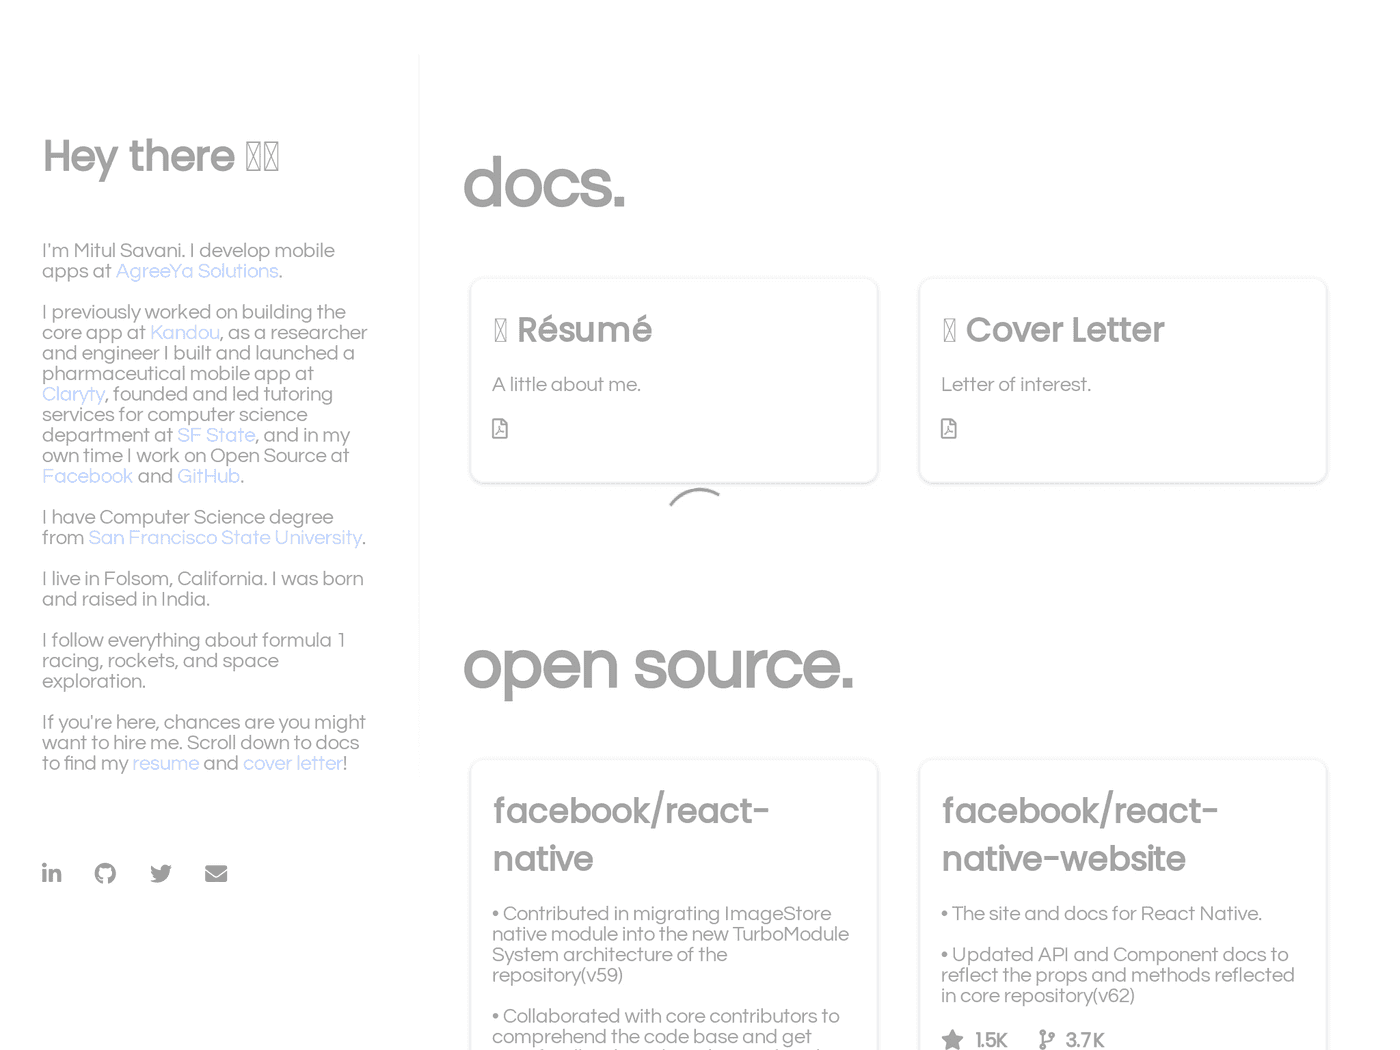 Hey there
I'm Mitul Savani. I develop mobile
apps at AgreeYa Solutions.
I previously worked on building the
core app at Kandou, as a researcher
and engineer I built and launched a
pharmaceutical mobile app at
Claryty, founded and led tutoring
services for computer science
department at SF State, and in my
own time I work on Open Source at
Facebook and GitHub.
I have Computer Science degree
from San Francisco State University.
I live in Folsom, California. I was born
and raised in India.
I follow everything about formula 1
racing, rockets, and space
exploration.
If you're here, chances are you might
want to hire me. Scroll down to docs
to find my resume and cover letter!
docs.
Résumé
A little about me.
Cover Letter
Letter of interest.
open source.
facebook/react-
native
• Contributed in migrating ImageStore
native module into the new TurboModule
System architecture of the
repository(v59)
• Collaborated with core contributors to
comprehend the code base and get
facebook/react-
native-website
• The site and docs for React Native.
• Updated API and Component docs to
reflect the props and methods reflected
in core repository(v62)
1.5K 3.7K